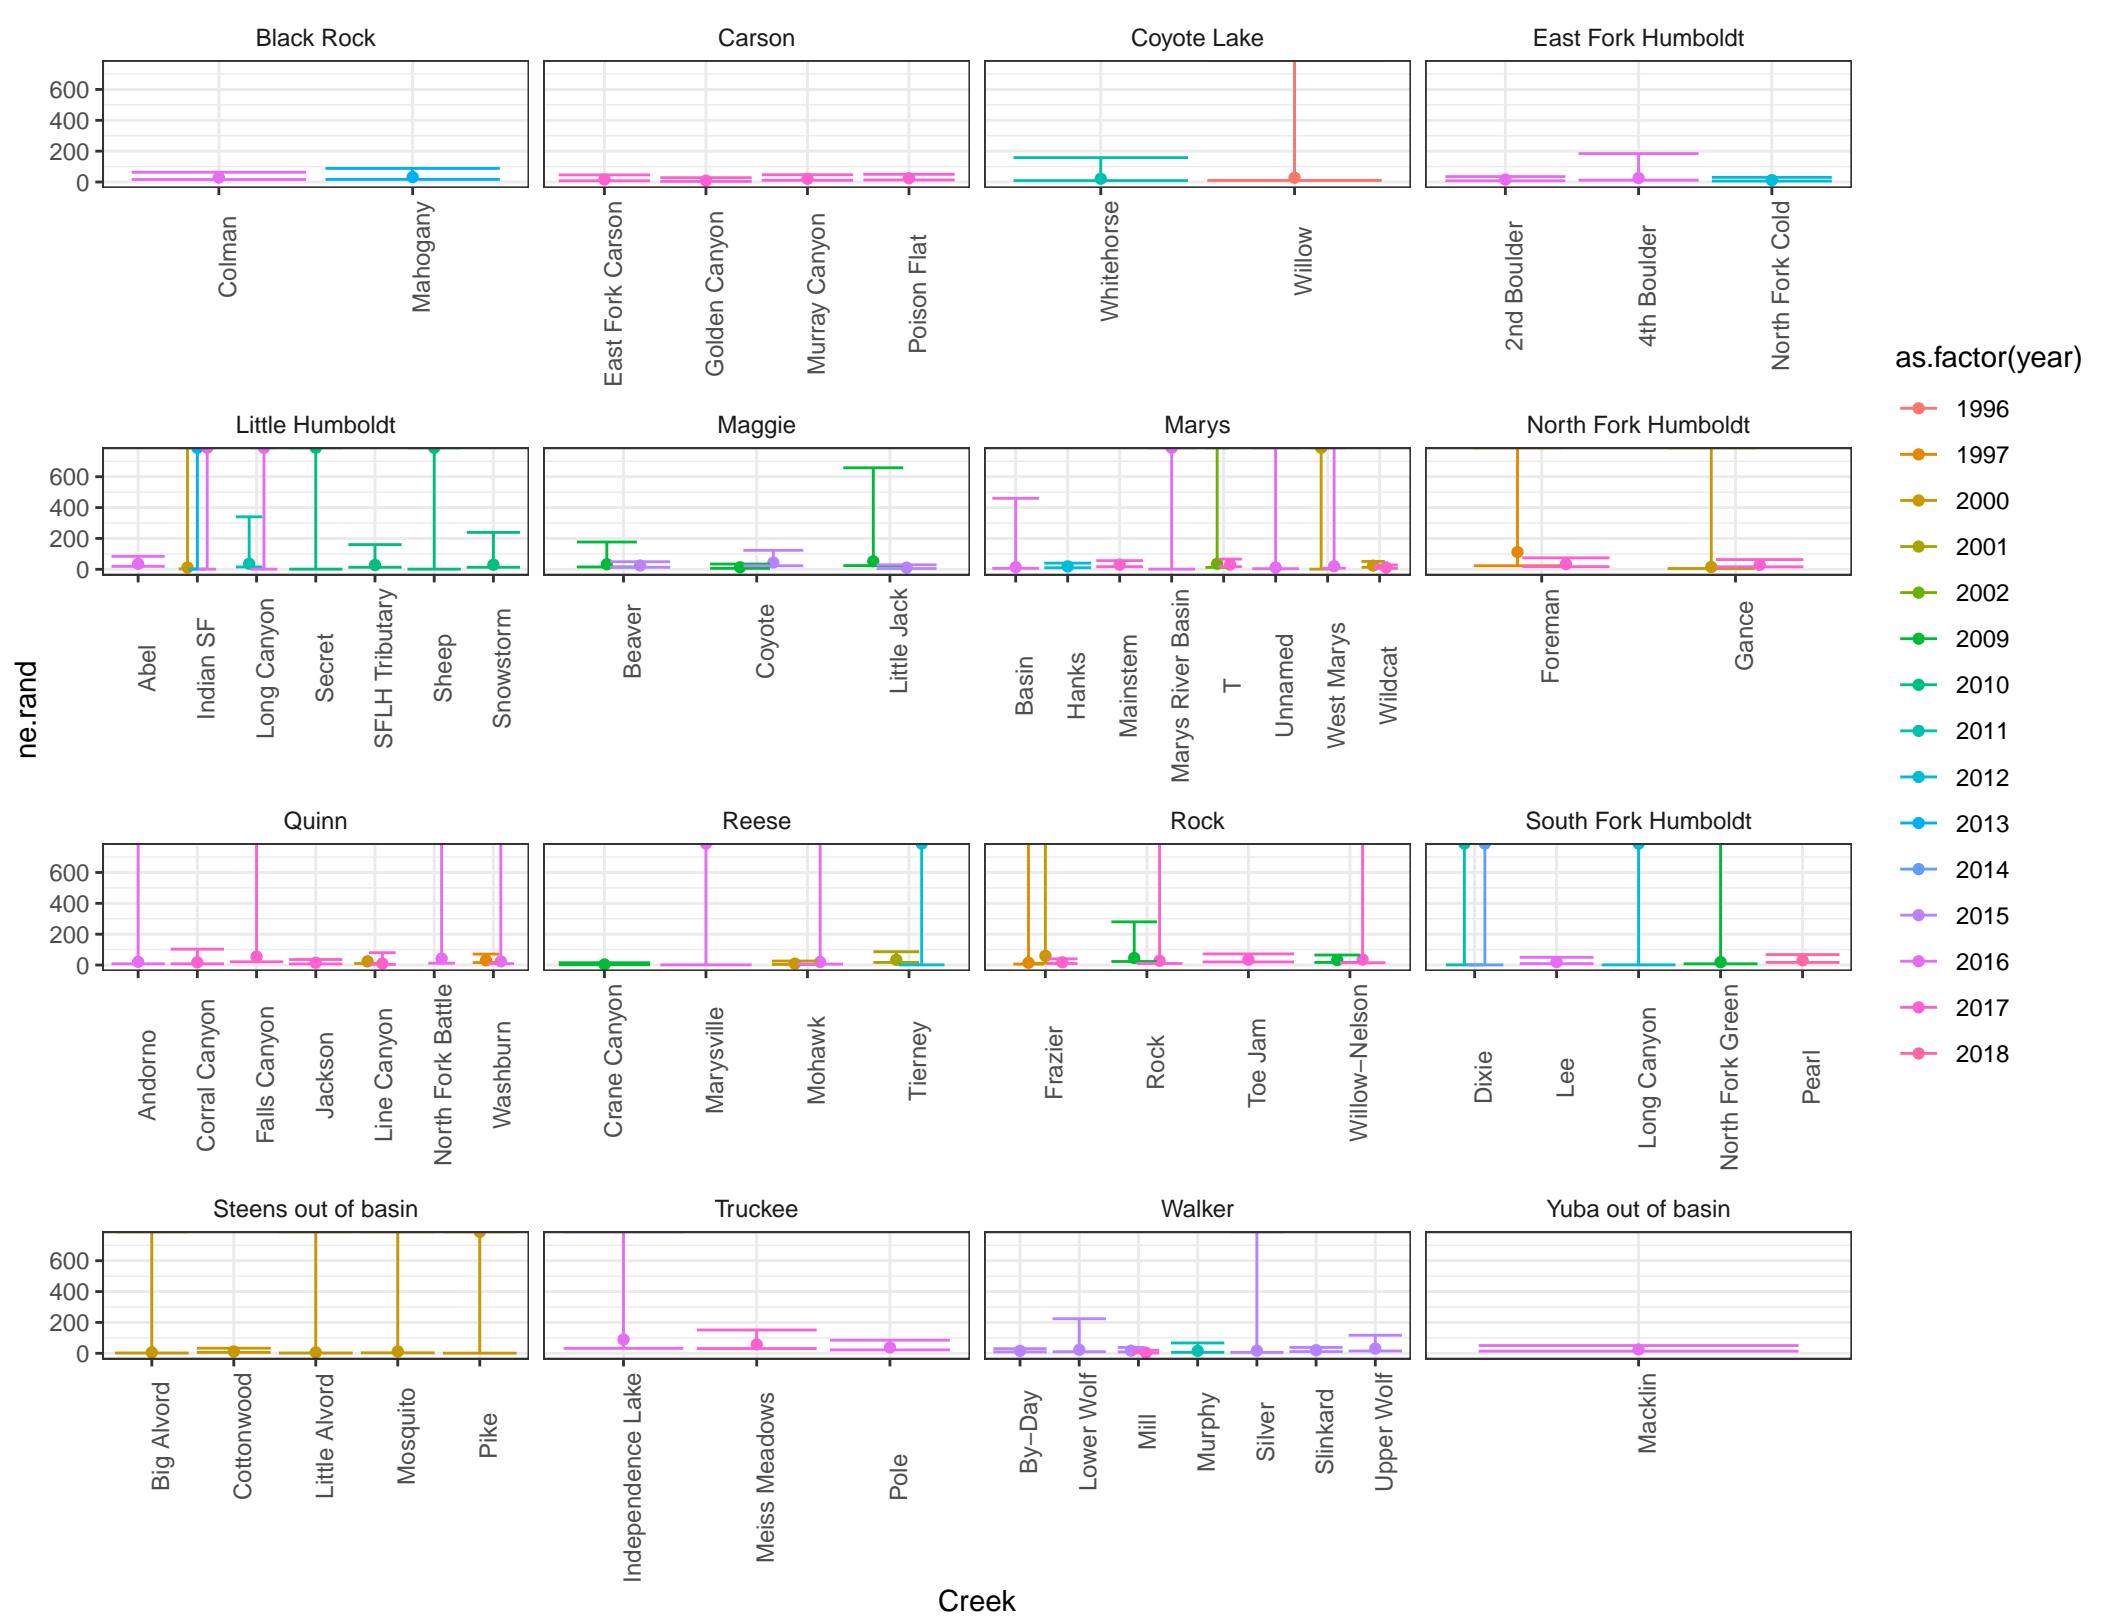 Black Rock
Carson
Coyote Lake
East Fork Humboldt
600
400
200
0
Colman
Mahogany
East Fork Carson
Golden Canyon
Murray Canyon
Poison Flat
Whitehorse
Willow
2nd Boulder
4th Boulder
North Fork Cold
Little Humboldt
Maggie
Marys
North Fork Humboldt
600
400
200
0
Abel
Indian SF
Long Canyon
Secret
SFLH Tributary
Sheep
Snowstorm
Beaver
Coyote
Little Jack
Basin
Hanks
Mainstem
Marys River Basin
T
Unnamed
West Marys
Wildcat
Foreman
Gance
Quinn
Reese
Rock
South Fork Humboldt
600
400
200
0
Andorno
Corral Canyon
Falls Canyon
Jackson
Line Canyon
North Fork Battle
Washburn
Crane Canyon
Marysville
Mohawk
Tierney
Frazier
Rock
Toe Jam
Willow−Nelson
Dixie
Lee
Long Canyon
North Fork Green
Pearl
Steens out of basin
Truckee
Walker
Yuba out of basin
600
400
200
0
Big Alvord
Cottonwood
Little Alvord
Mosquito
Pike
Independence Lake
Meiss Meadows
Pole
By−Day
Lower Wolf
Mill
Murphy
Silver
Slinkard
Upper Wolf
Macklin
ne.rand
Creek
as.factor(year)
1996
1997
2000
2001
2002
2009
2010
2011
2012
2013
2014
2015
2016
2017
2018